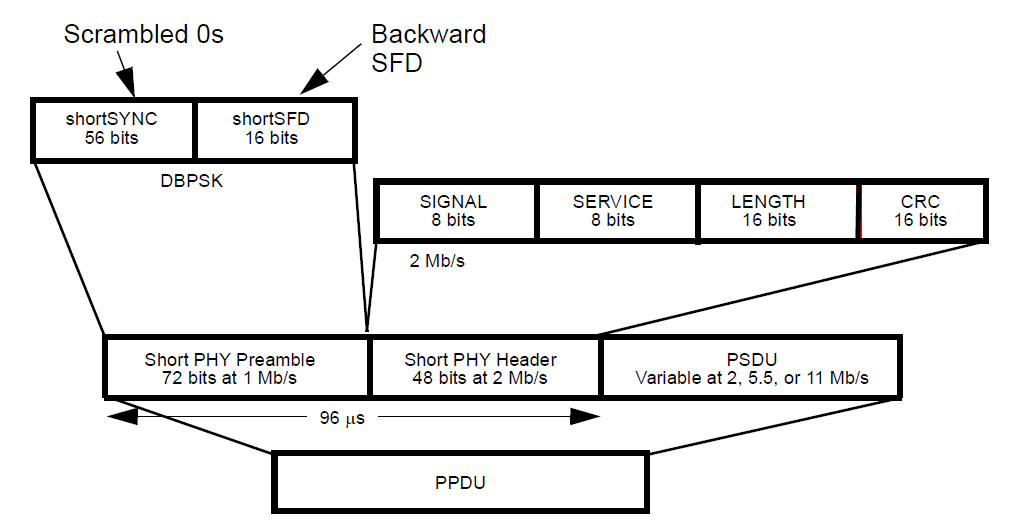 Scrambled 0s
Backward
SFD
shortSYNC
56 bits
shortSFD
16 bits
DBPSK
SIGNAL
8 bits
SERVICE
8 bits
LENGTH
16 bits
CRC
16 bits
2 Mb/s
Short PHY Preamble
72 bits at 1 Mb/s
Short PHY Header
48 bits at 2 Mb/s
PSDU
Variable at 2, 5.5, or 11 Mb/s
96 μs
PPDU